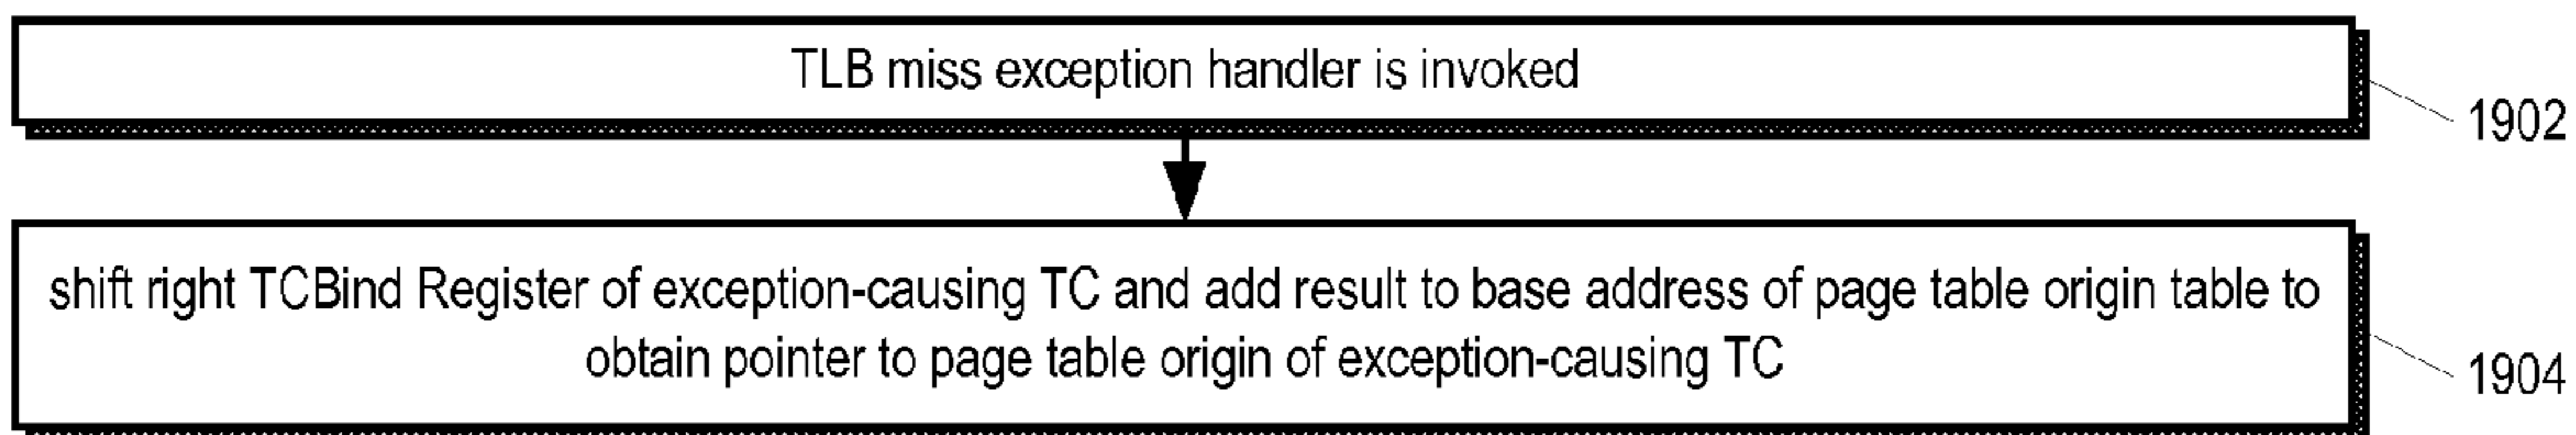 TLB miss exception handler is invoked
1902
shift right TCBind Register of exception-causing TC and add result to base address of page table origin table to
obtain pointer to page table origin of exception-causing TC
1904